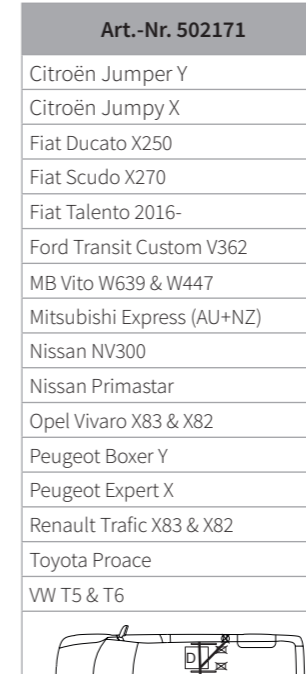 Art.-Nr. 502171
Citroën Jumper Y
Citroën Jumpy X
Fiat Ducato X250
Fiat Scudo X270
Fiat Talento 2016-
Ford Transit Custom V362
MB Vito W639 & W447
Mitsubishi Express (AU+NZ)
Nissan NV300
Nissan Primastar
Opel Vivaro X83 & X82
Peugeot Boxer Y
Peugeot Expert X
Renault Trafic X83 & X82
Toyota Proace
VW T5 & T6
D